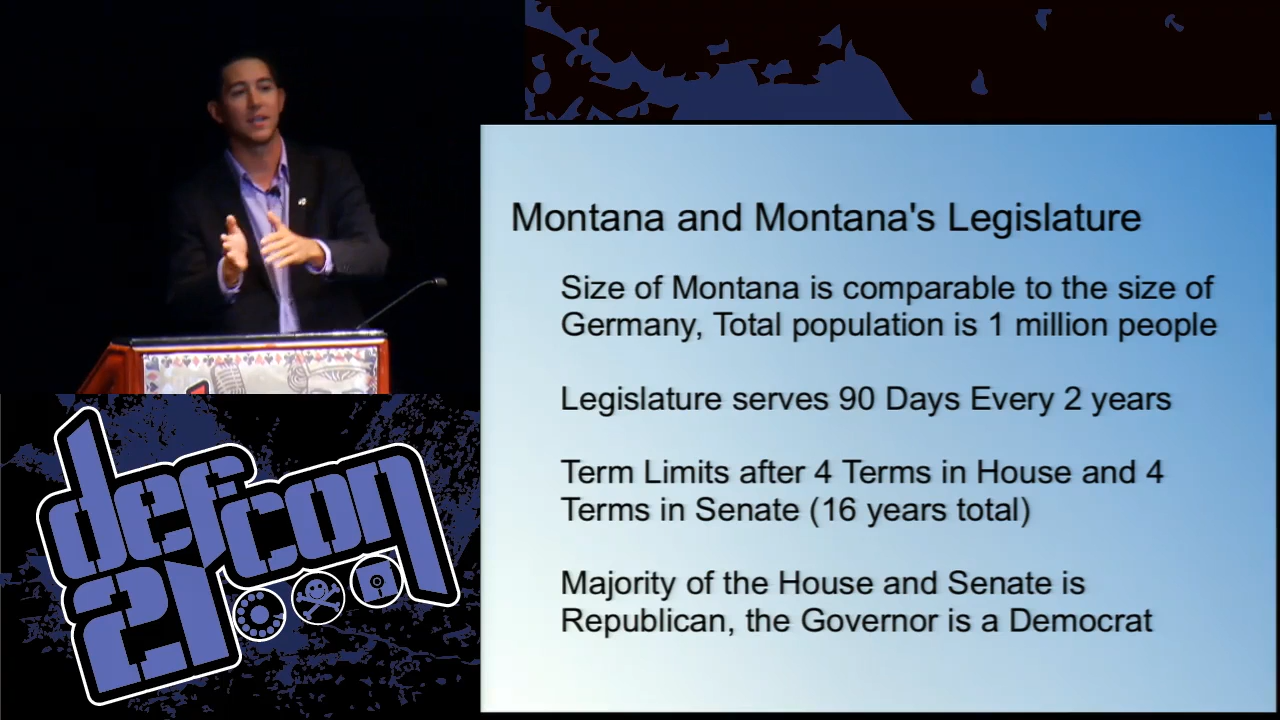 Montana and Montana's Legislature
Size of Montana is comparable to the size of
Germany, Total population is 1 million people
Legislature serves 90 Days Every 2 years
Term Limits after 4 Terms in House and 4
Terms in Senate (16 years total)
Majority of the House and Senate is
Republican, the Governor is a Democrat
defcon
21